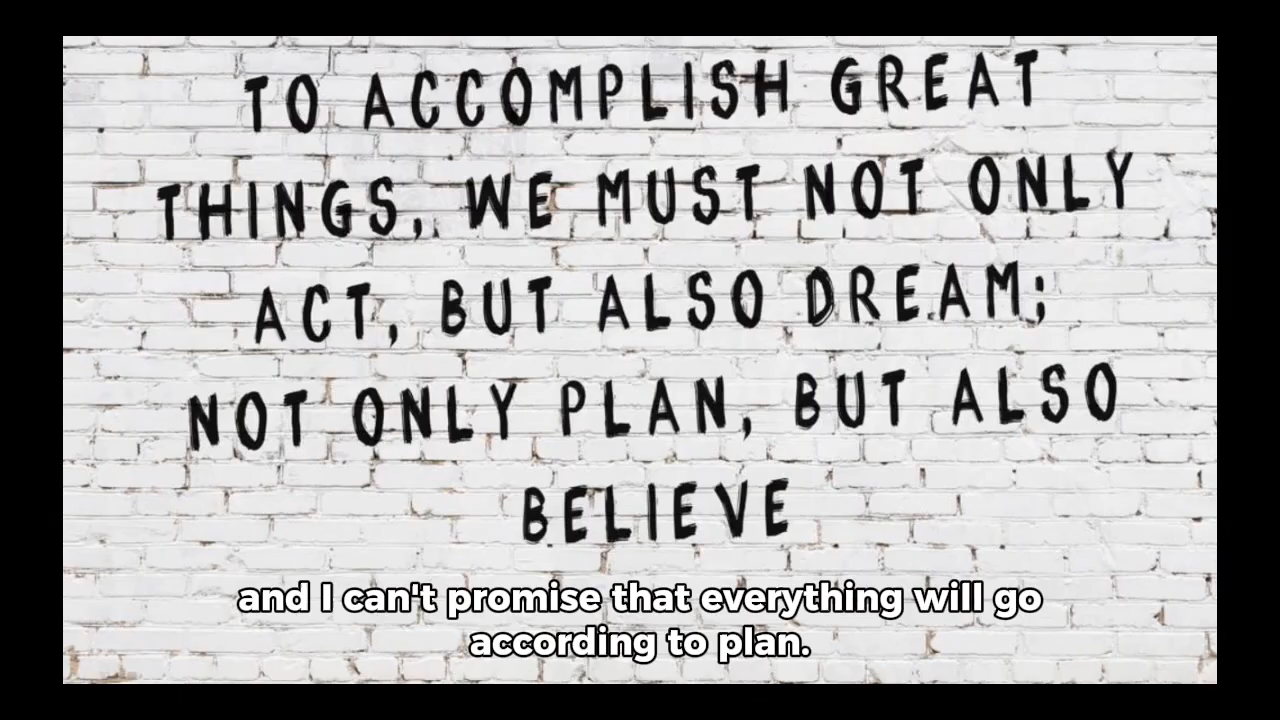 TO ACCOMPLISH GREAT
THINGS, WE MUST NOT ONLY
ACT, BUT ALSO DREAM;
NOT ONLY PLAN, BUT ALSO
BELIEVE
and I can't promise that everything will go
according to plan.